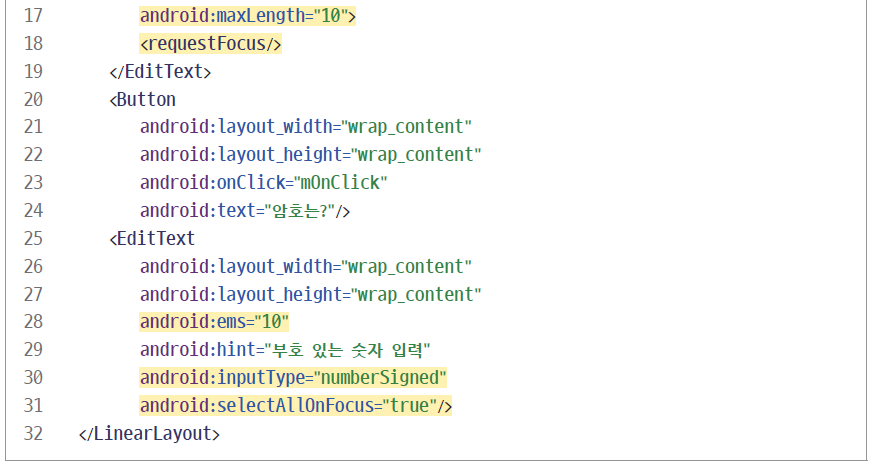 17 android:maxLength="10">
18 <requestFocus/>
19 </EditText>
20 <Button
21 android:layout_width="wrap_content"
22 android:layout_height="wrap_content"
23 android:onClick="mOnClick"
24 android:text="암호는?"/>
25 <EditText
26 android:layout_width="wrap_content"
27 android:layout_height="wrap_content"
28 android:ems="10"
29 android:hint="부호 있는 숫자 입력"
30 android:inputType="numberSigned"
31 android:selectAllOnFocus="true"/>
32 </LinearLayout>